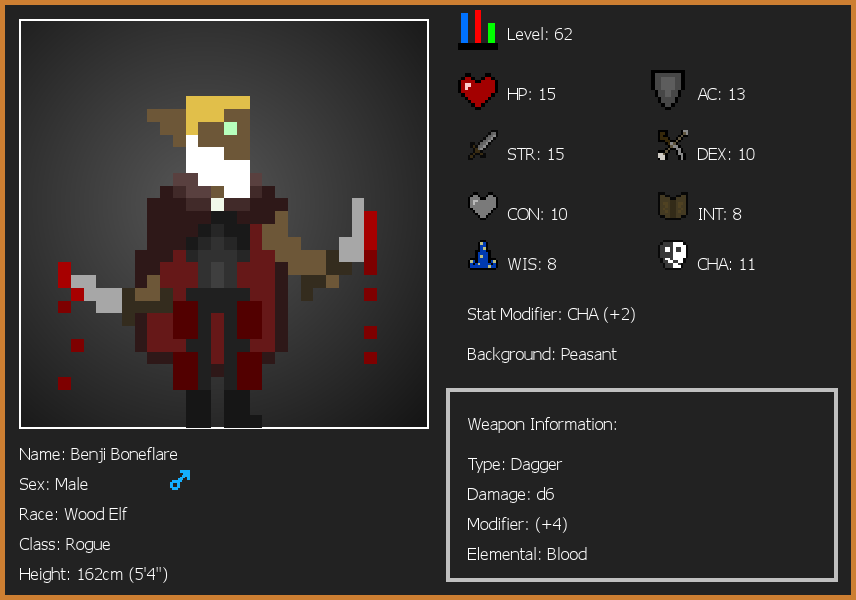 Level: 62
HP: 15
AC: 13
STR: 15
DEX: 10
CON: 10
INT: 8
WIS: 8
CHA: 11
Stat Modifier: CHA (+2)
Background: Peasant
Weapon Information:
Type: Dagger
Damage: d6
Modifier: (+4)
Elemental: Blood
Name: Benji Boneflare
Sex: Male
Race: Wood Elf
Class: Rogue
Height: 162cm (5'4")